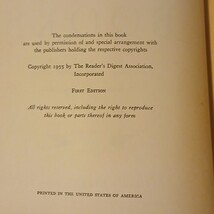 The condensations in this book
are used by permission of and special arrangement with
the publishers holding the respective copyrights
Copyright 1955 by The Reader's Digest Association,
Incorporated
FIRST EDITION
All rights reserved, including the right to reproduce
this book or parts thereof in any form
PRINTED IN THE UNITED STATES OF AMERICA